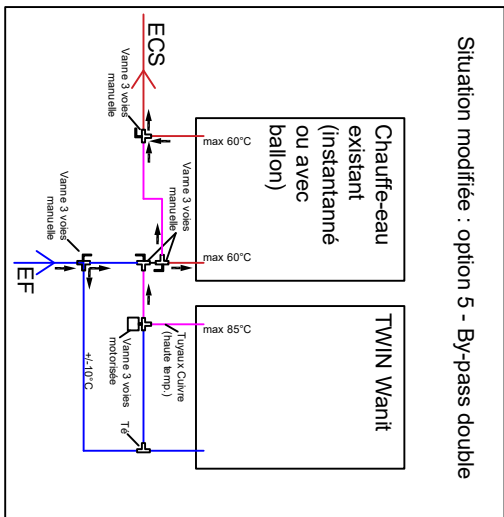 Situation modifiée : option 5 - By-pass double
Chauffe-eau
existant
(instantanné
ou avec
ballon)
TWIN Wanit
max 60°C
max 60°C
max 85°C
ECS
Vanne 3 voies
manuelle
Vanne 3 voies
manuelle
Tuyaux Cuivre
(haute temp.)
Vanne 3 voies
manuelle
Vanne 3 voies
motorisée
Té
EF
+/-10°C